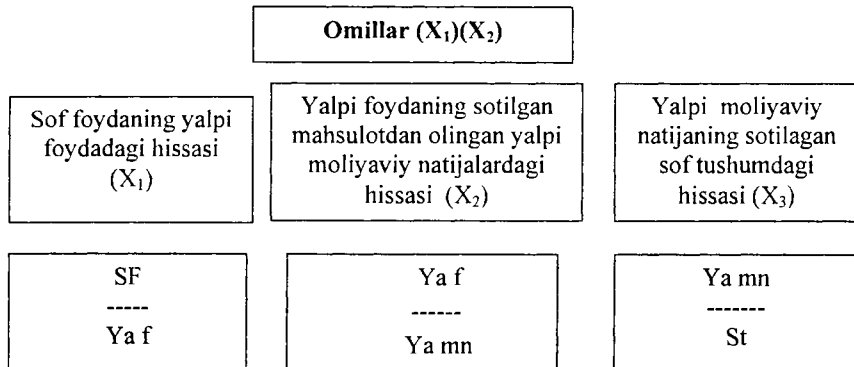 Omillar (X₁)(X₂)
Sof foydaning yalpi
foydadagi hissasi
(X₁)
Yalpi foydaning sotilgan
mahsulotdan olingan yalpi
moliyaviy natijalardagi
hissasi (X₂)
Yalpi moliyaviy
natijaning sotilagan
sof tushumdagi
hissasi (X₃)
SF
-----
Ya f
Ya f
------
Ya mn
Ya mn
-------
St